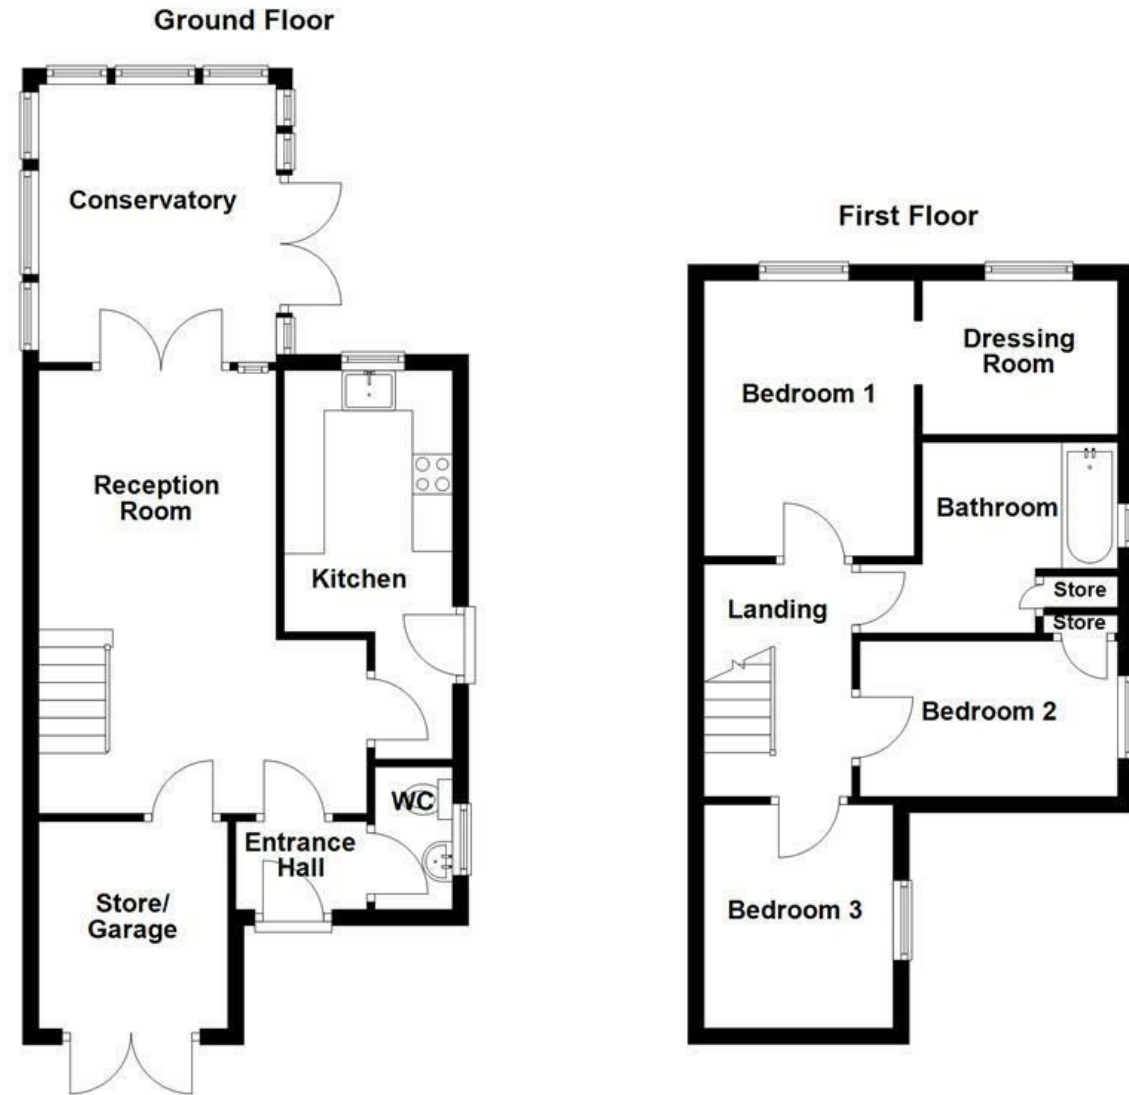 Ground Floor
Conservatory
Reception
Room
Kitchen
WC
Entrance
Hall
Store/
Garage
First Floor
Bedroom 1
Dressing
Room
Bathroom
Store
Store
Landing
Bedroom 2
Bedroom 3